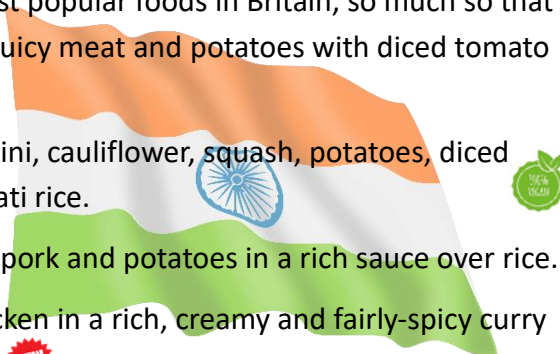 st popular foods in Britain, so much so that
uicy meat and potatoes with diced tomato
ini, cauliflower, squash, potatoes, diced
ati rice.
100%
VEGAN
pork and potatoes in a rich sauce over rice.
cken in a rich, creamy and fairly-spicy curry